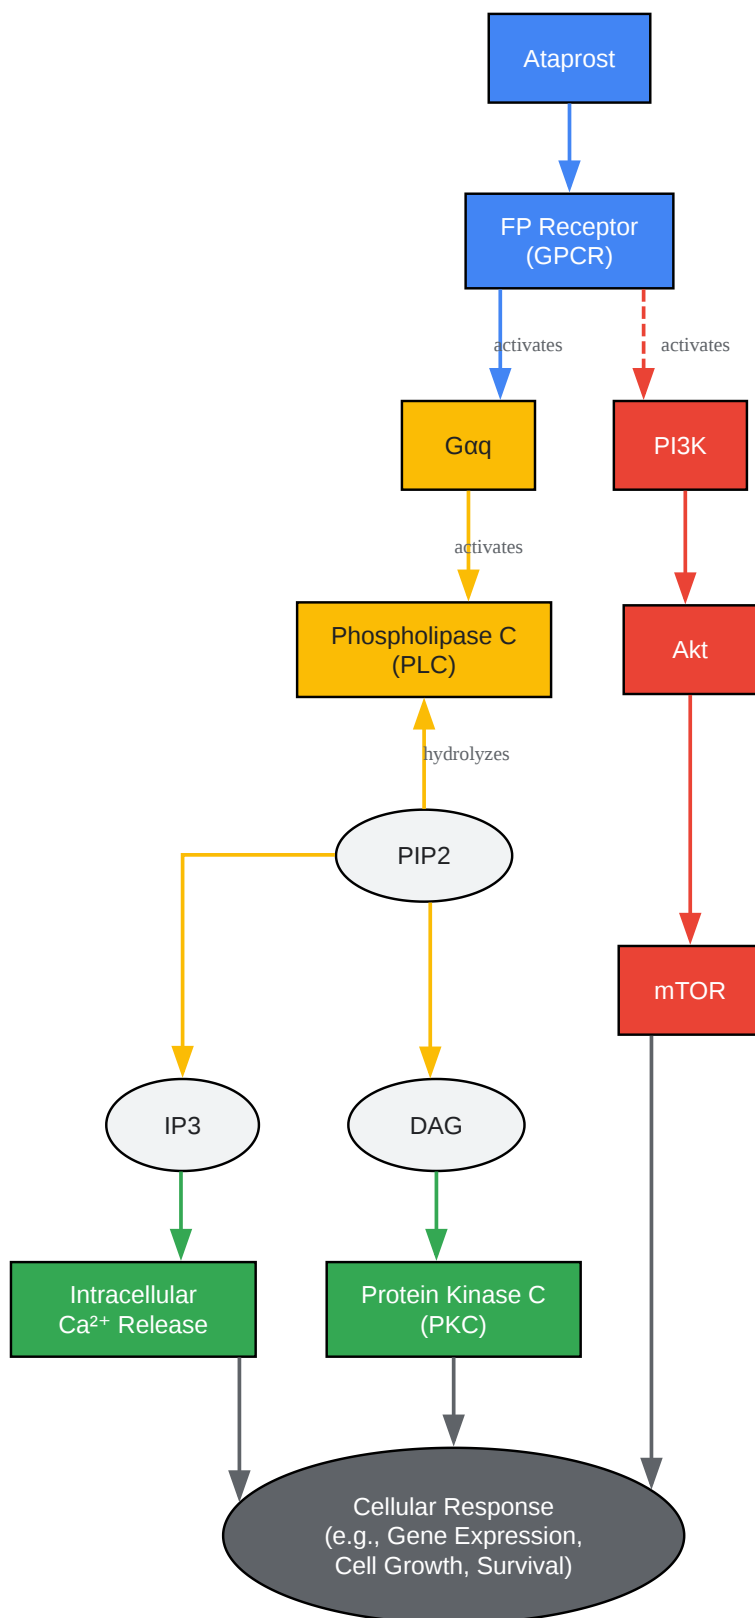 Ataprost
FP Receptor
(GPCR)
activates
activates
Gαq
PI3K
activates
Phospholipase C
(PLC)
Akt
hydrolyzes
PIP2
mTOR
IP3
DAG
Intracellular
Ca²⁺ Release
Protein Kinase C
(PKC)
Cellular Response
(e.g., Gene Expression,
Cell Growth, Survival)